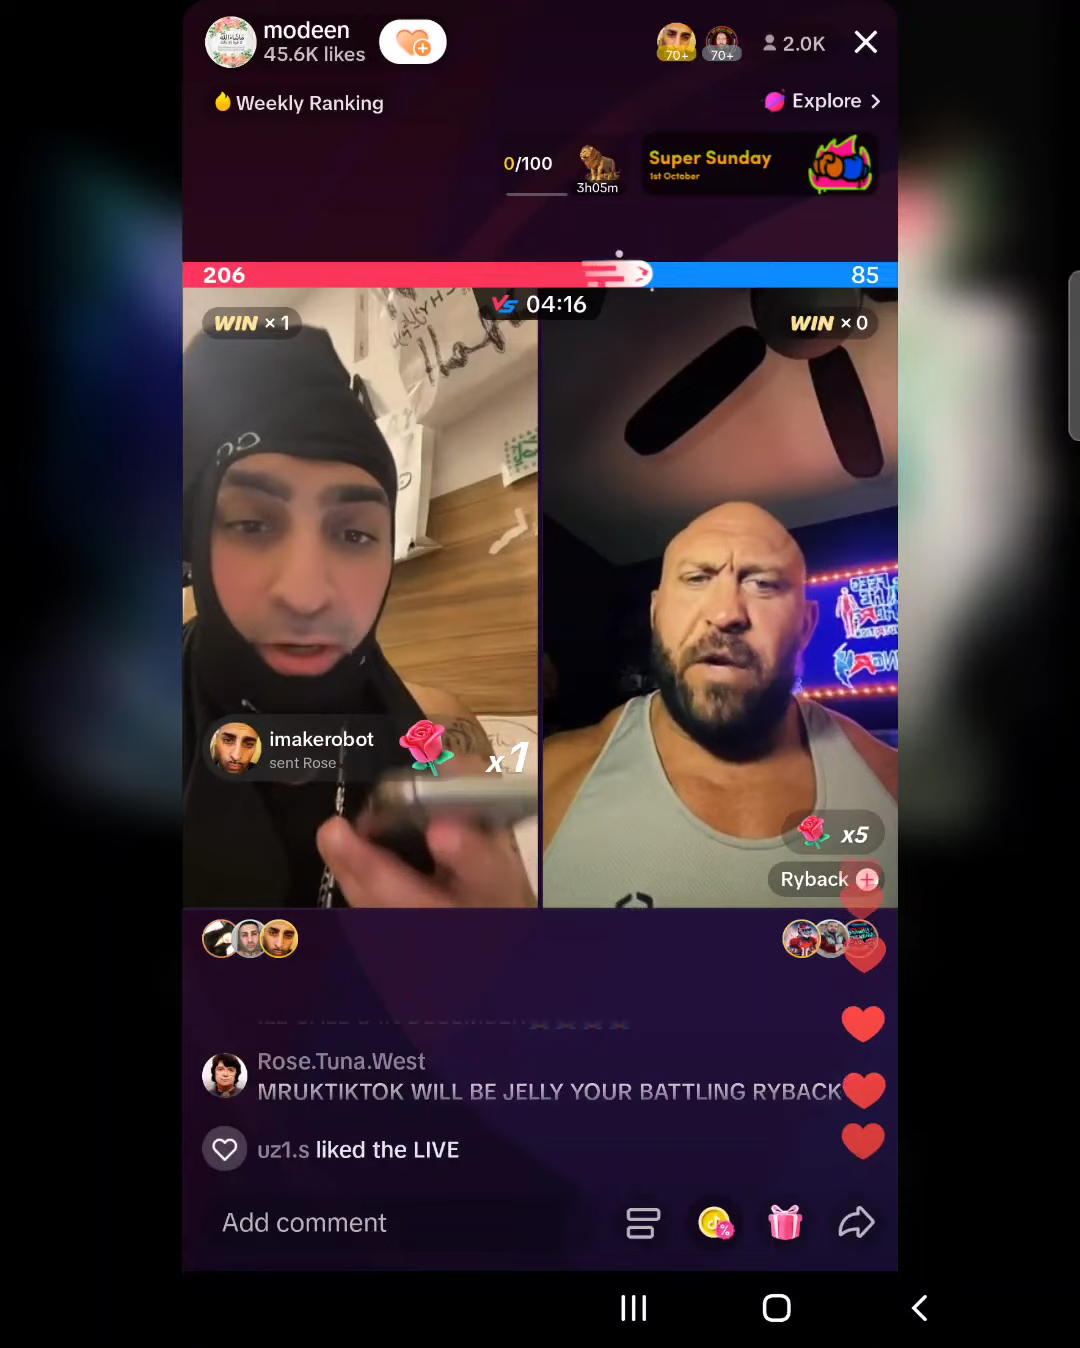 modeen
45.6K likes
70+
70+
2.0K
Weekly Ranking
Explore >
0/100
3h05m
Super Sunday
1st October
206
85
VS 04:16
WIN × 1
WIN × 0
imakerobot
sent Rose
x1
x5
Ryback
Rose.Tuna.West
MRUKTIKTOK WILL BE JELLY YOUR BATTLING RYBACK
uz1.s liked the LIVE
Add comment